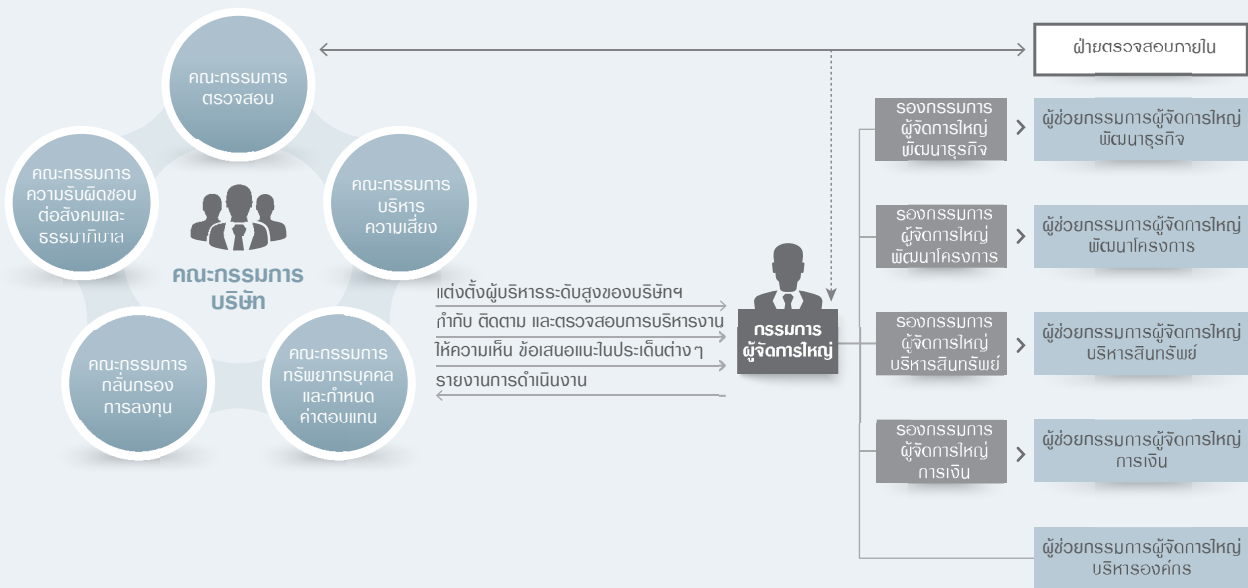 คณะกรรมการ
ตรวจสอบ
คณะกรรมการ
ความรับผิดชอบ
ต่อสังคมและ
ธรรมาภิบาล
คณะกรรมการ
บริหาร
ความเสี่ยง
คณะกรรมการ
บริษัท
คณะกรรมการ
กลั่นกรอง
การลงทุน
คณะกรรมการ
ทรัพยากรบุคคล
และกำหนด
ค่าตอบแทน
แต่งตั้งผู้บริหารระดับสูงของบริษัทฯ
กำกับ ติดตาม และตรวจสอบการบริหารงาน
ให้ความเห็น ข้อเสนอแนะในประเด็นต่างๆ
รายงานการดำเนินงาน
กรรมการ
ผู้จัดการใหญ่
ฝ่ายตรวจสอบภายใน
รองกรรมการ
ผู้จัดการใหญ่
พัฒนาธุรกิจ
ผู้ช่วยกรรมการผู้จัดการใหญ่
พัฒนาธุรกิจ
รองกรรมการ
ผู้จัดการใหญ่
พัฒนาโครงการ
ผู้ช่วยกรรมการผู้จัดการใหญ่
พัฒนาโครงการ
รองกรรมการ
ผู้จัดการใหญ่
บริหารสินทรัพย์
ผู้ช่วยกรรมการผู้จัดการใหญ่
บริหารสินทรัพย์
รองกรรมการ
ผู้จัดการใหญ่
การเงิน
ผู้ช่วยกรรมการผู้จัดการใหญ่
การเงิน
ผู้ช่วยกรรมการผู้จัดการใหญ่
บริหารองค์กร